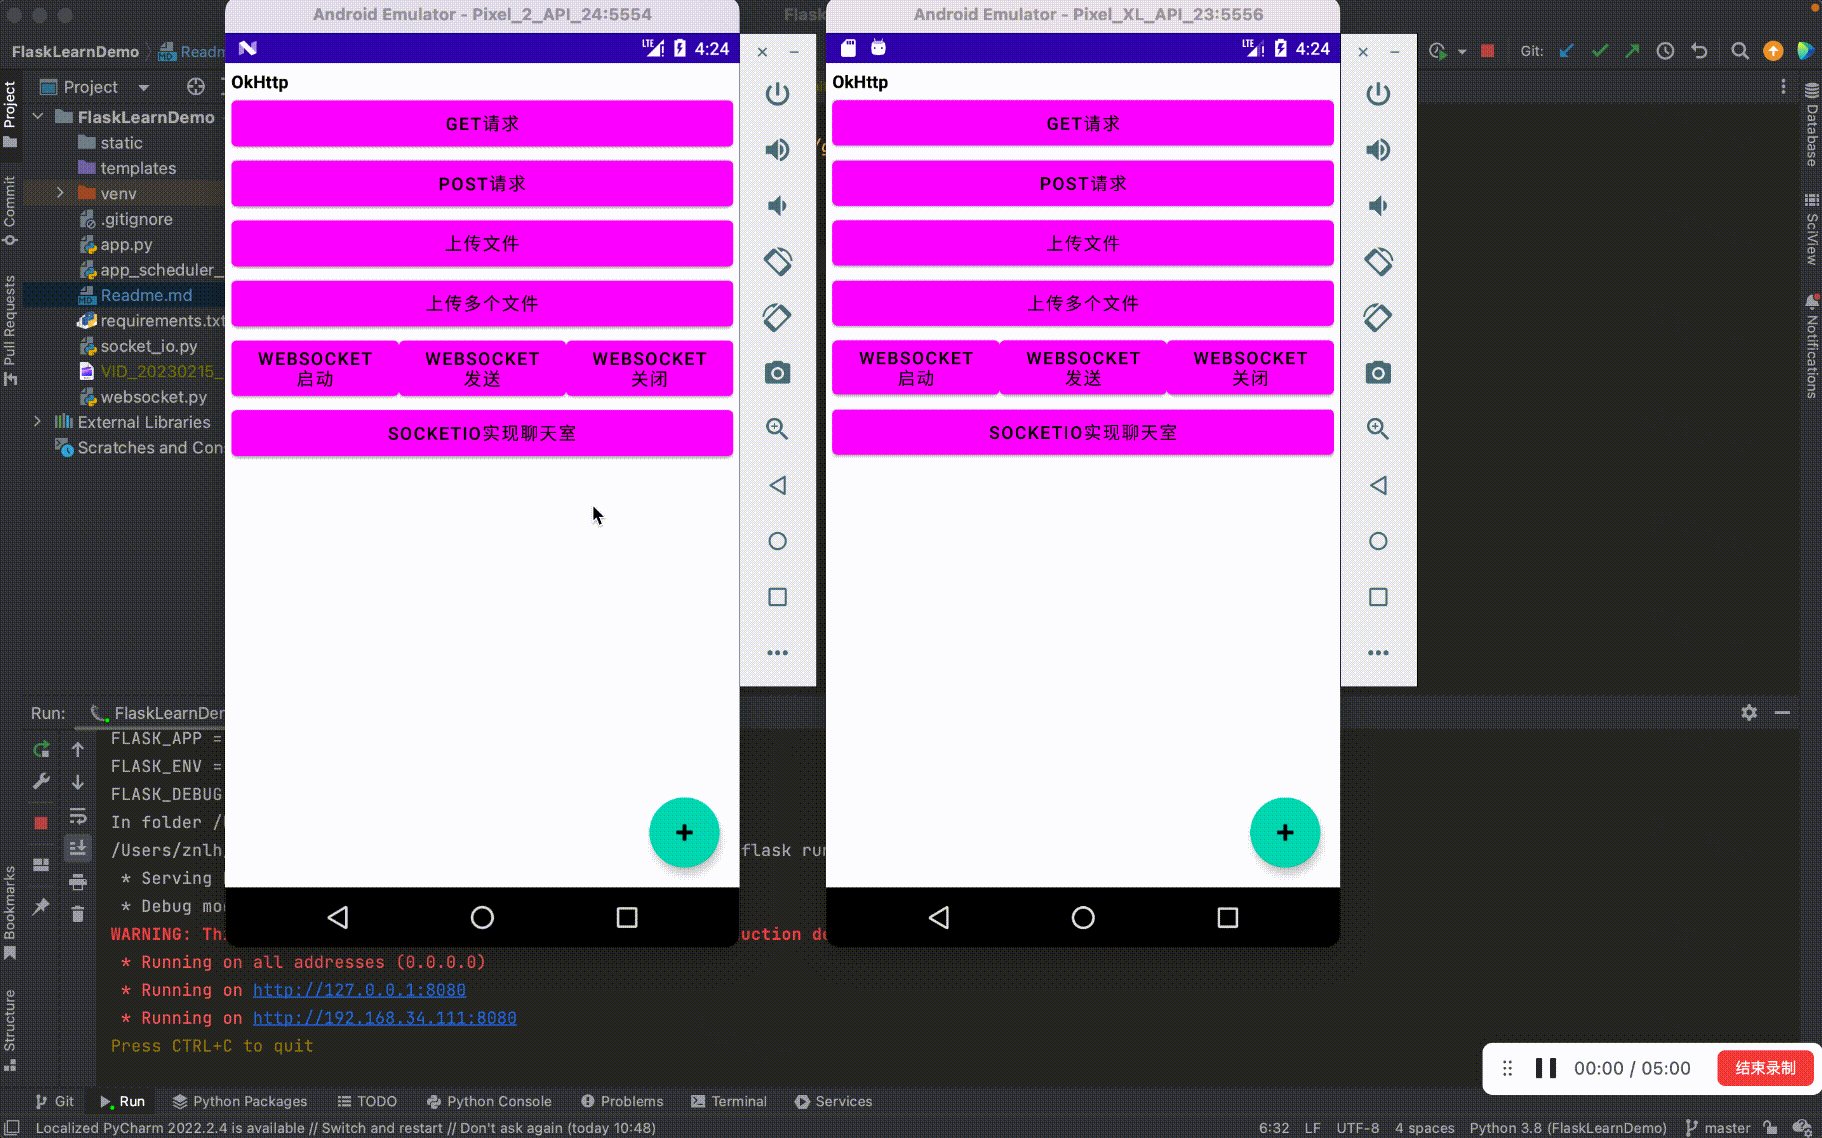 Android Emulator - Pixel_2_API_24:5554
Android Emulator - Pixel_XL_API_23:5556
FlaskLearnDemo
Readm
Git:
LTE 4:24
LTE 4:24
OkHttp
GET请求
POST请求
上传文件
上传多个文件
WEBSOCKET
启动
WEBSOCKET
发送
WEBSOCKET
关闭
SOCKETIO实现聊天室
OkHttp
GET请求
POST请求
上传文件
上传多个文件
WEBSOCKET
启动
WEBSOCKET
发送
WEBSOCKET
关闭
SOCKETIO实现聊天室
Project
Commit
Pull Requests
Bookmarks
Structure
Project
FlaskLearnDemo
static
templates
venv
.gitignore
app.py
app_scheduler_
Readme.md
requirements.txt
socket_io.py
VID_20230215_
websocket.py
External Libraries
Scratches and Con
Database
SciView
Notifications
Run:
FlaskLearnDer
FLASK_APP =
FLASK_ENV =
FLASK_DEBUG
In folder /
/Users/znlh
flask run
* Serving
* Debug mo
WARNING: Th
uction de
* Running on all addresses (0.0.0.0)
* Running on http://127.0.0.1:8080
* Running on http://192.168.34.111:8080
Press CTRL+C to quit
00:00 / 05:00
结束录制
Git
Run
Python Packages
TODO
Python Console
Problems
Terminal
Services
Localized PyCharm 2022.2.4 is available // Switch and restart // Don't ask again (today 10:48)
6:32 LF UTF-8 4 spaces Python 3.8 (FlaskLearnDemo) master